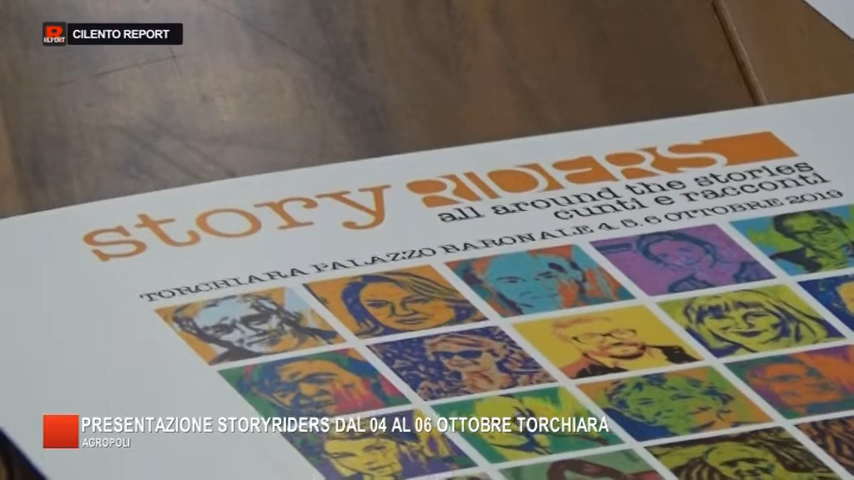 R
REPORT
CILENTO REPORT
story RIDERS
all around the stories
cunti e racconti
TORCHIARA PALAZZO BARONALE 4, 5, 6 OTTOBRE 2019
PRESENTAZIONE STORYRIDERS DAL 04 AL 06 OTTOBRE TORCHIARA
AGROPOLI